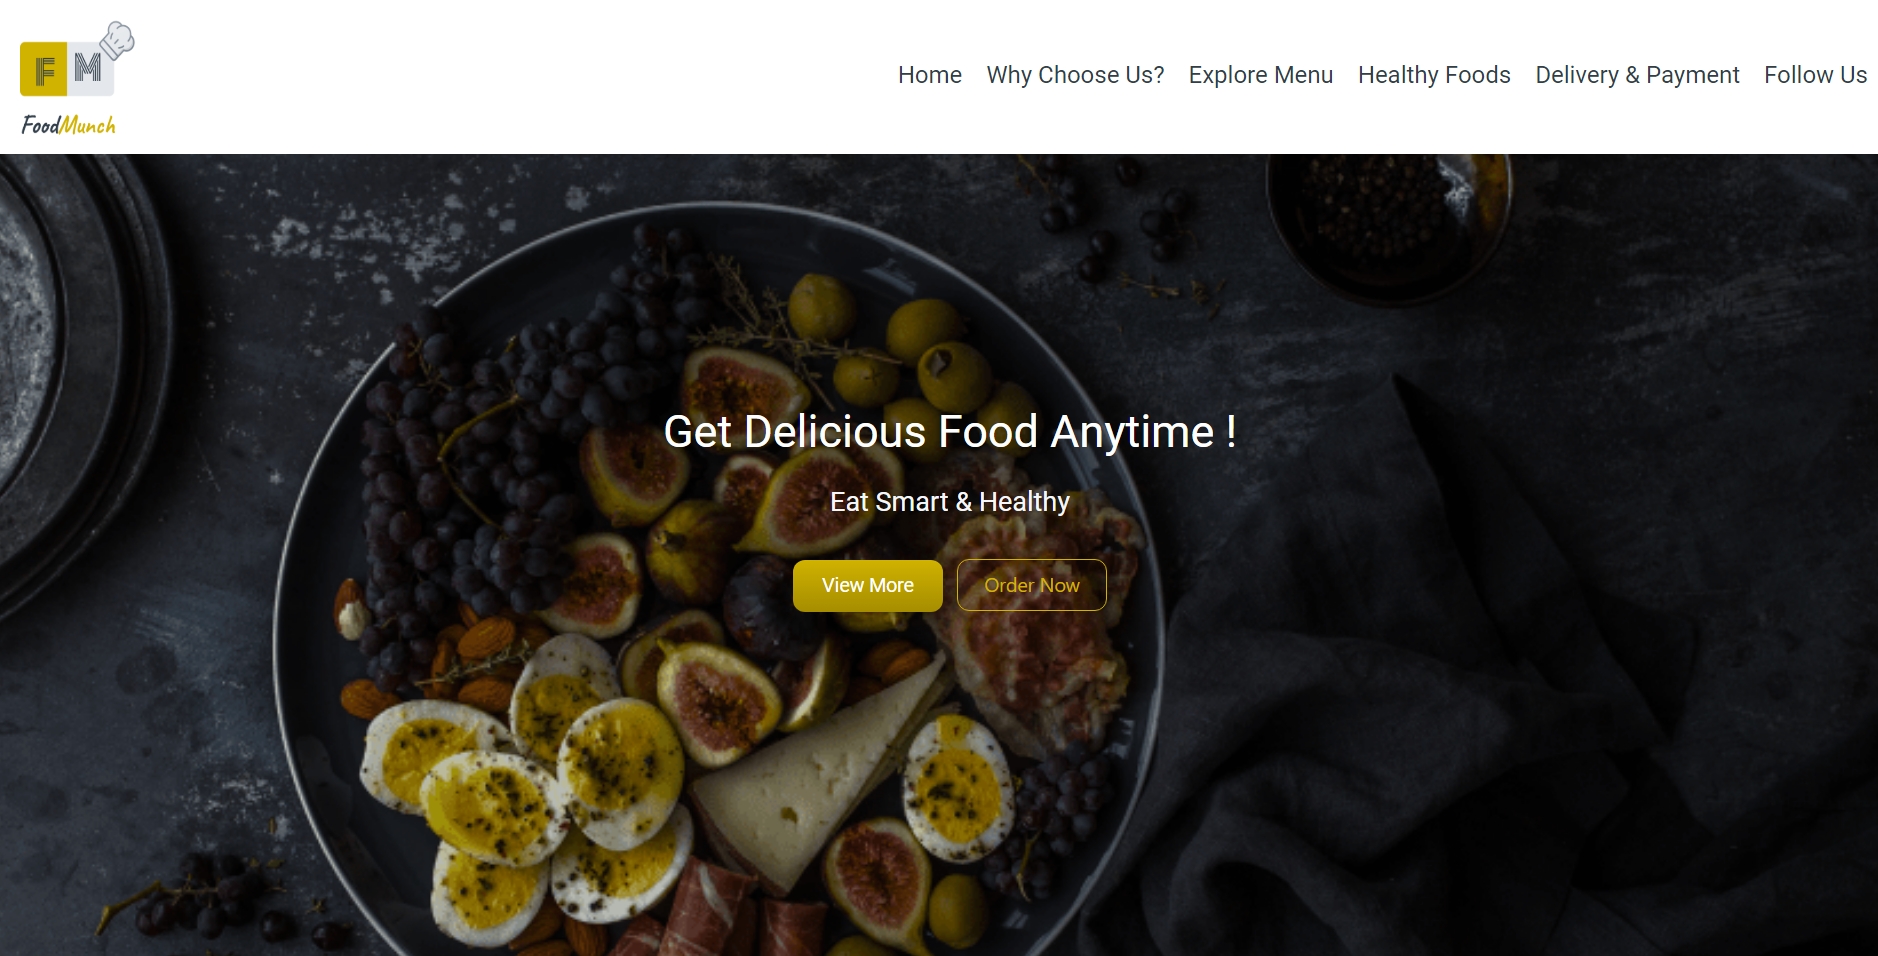 FM
FoodMunch
Home Why Choose Us? Explore Menu Healthy Foods Delivery & Payment Follow Us
Get Delicious Food Anytime !
Eat Smart & Healthy
View More Order Now